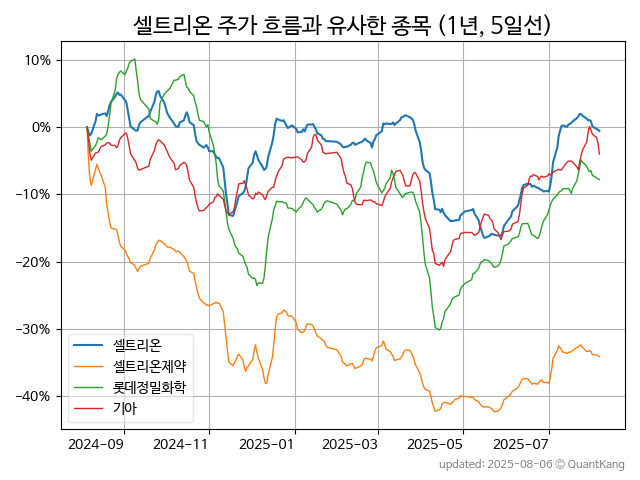 셀트리온 주가 흐름과 유사한 종목 (1년, 5일선)
10%
0%
−10%
−20%
−30%
−40%
셀트리온
셀트리온제약
롯데정밀화학
기아
2024-09
2024-11
2025-01
2025-03
2025-05
2025-07
updated: 2025-08-06 © QuantKang